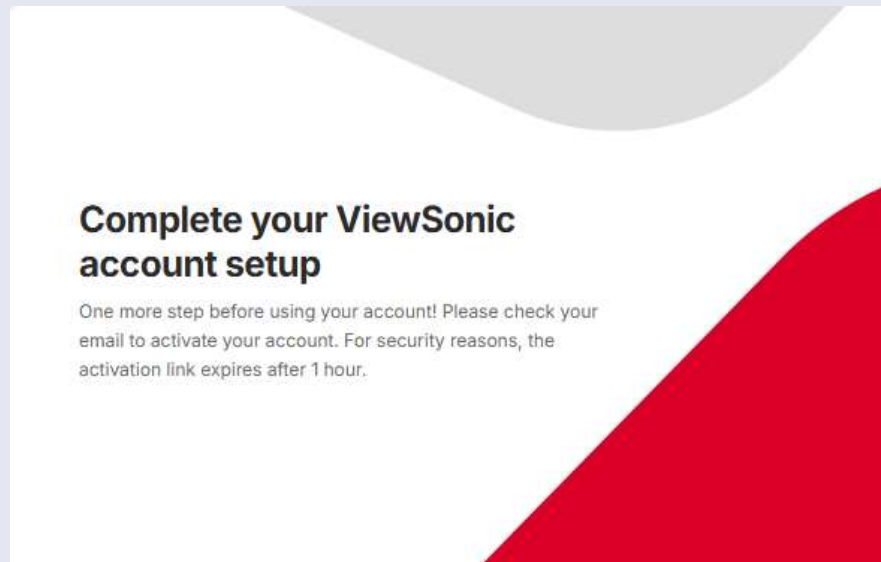 Complete your ViewSonic
account setup
One more step before using your account! Please check your
email to activate your account. For security reasons, the
activation link expires after 1 hour.